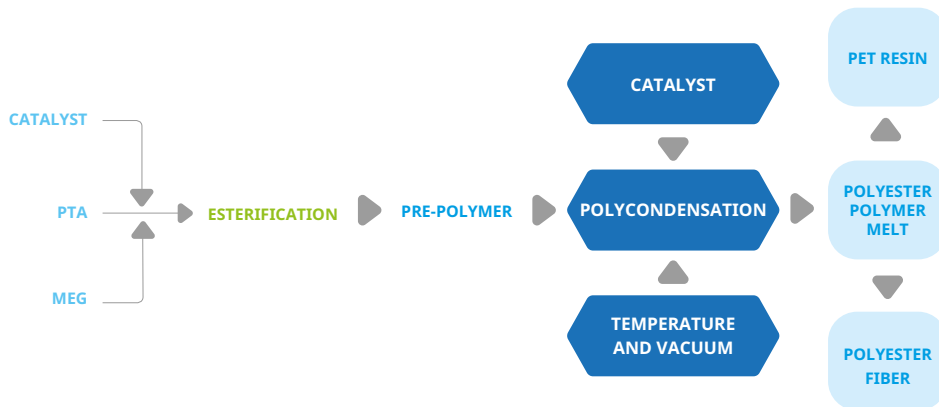 CATALYST
PTA
MEG
ESTERIFICATION
PRE-POLYMER
CATALYST
POLYCONDENSATION
TEMPERATURE
AND VACUUM
PET RESIN
POLYESTER
POLYMER
MELT
POLYESTER
FIBER